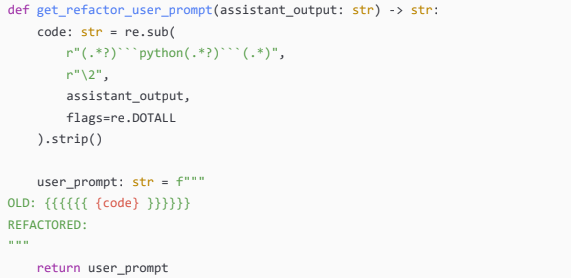 def get_refactor_user_prompt(assistant_output: str) -> str:
    code: str = re.sub(
        r"(.*?)```python(.*?)```(.*)",
        r"\2",
        assistant_output,
        flags=re.DOTALL
    ).strip()

    user_prompt: str = f"""
OLD: {{{{{{ {code} }}}}}}
REFACTORED:
"""
    return user_prompt